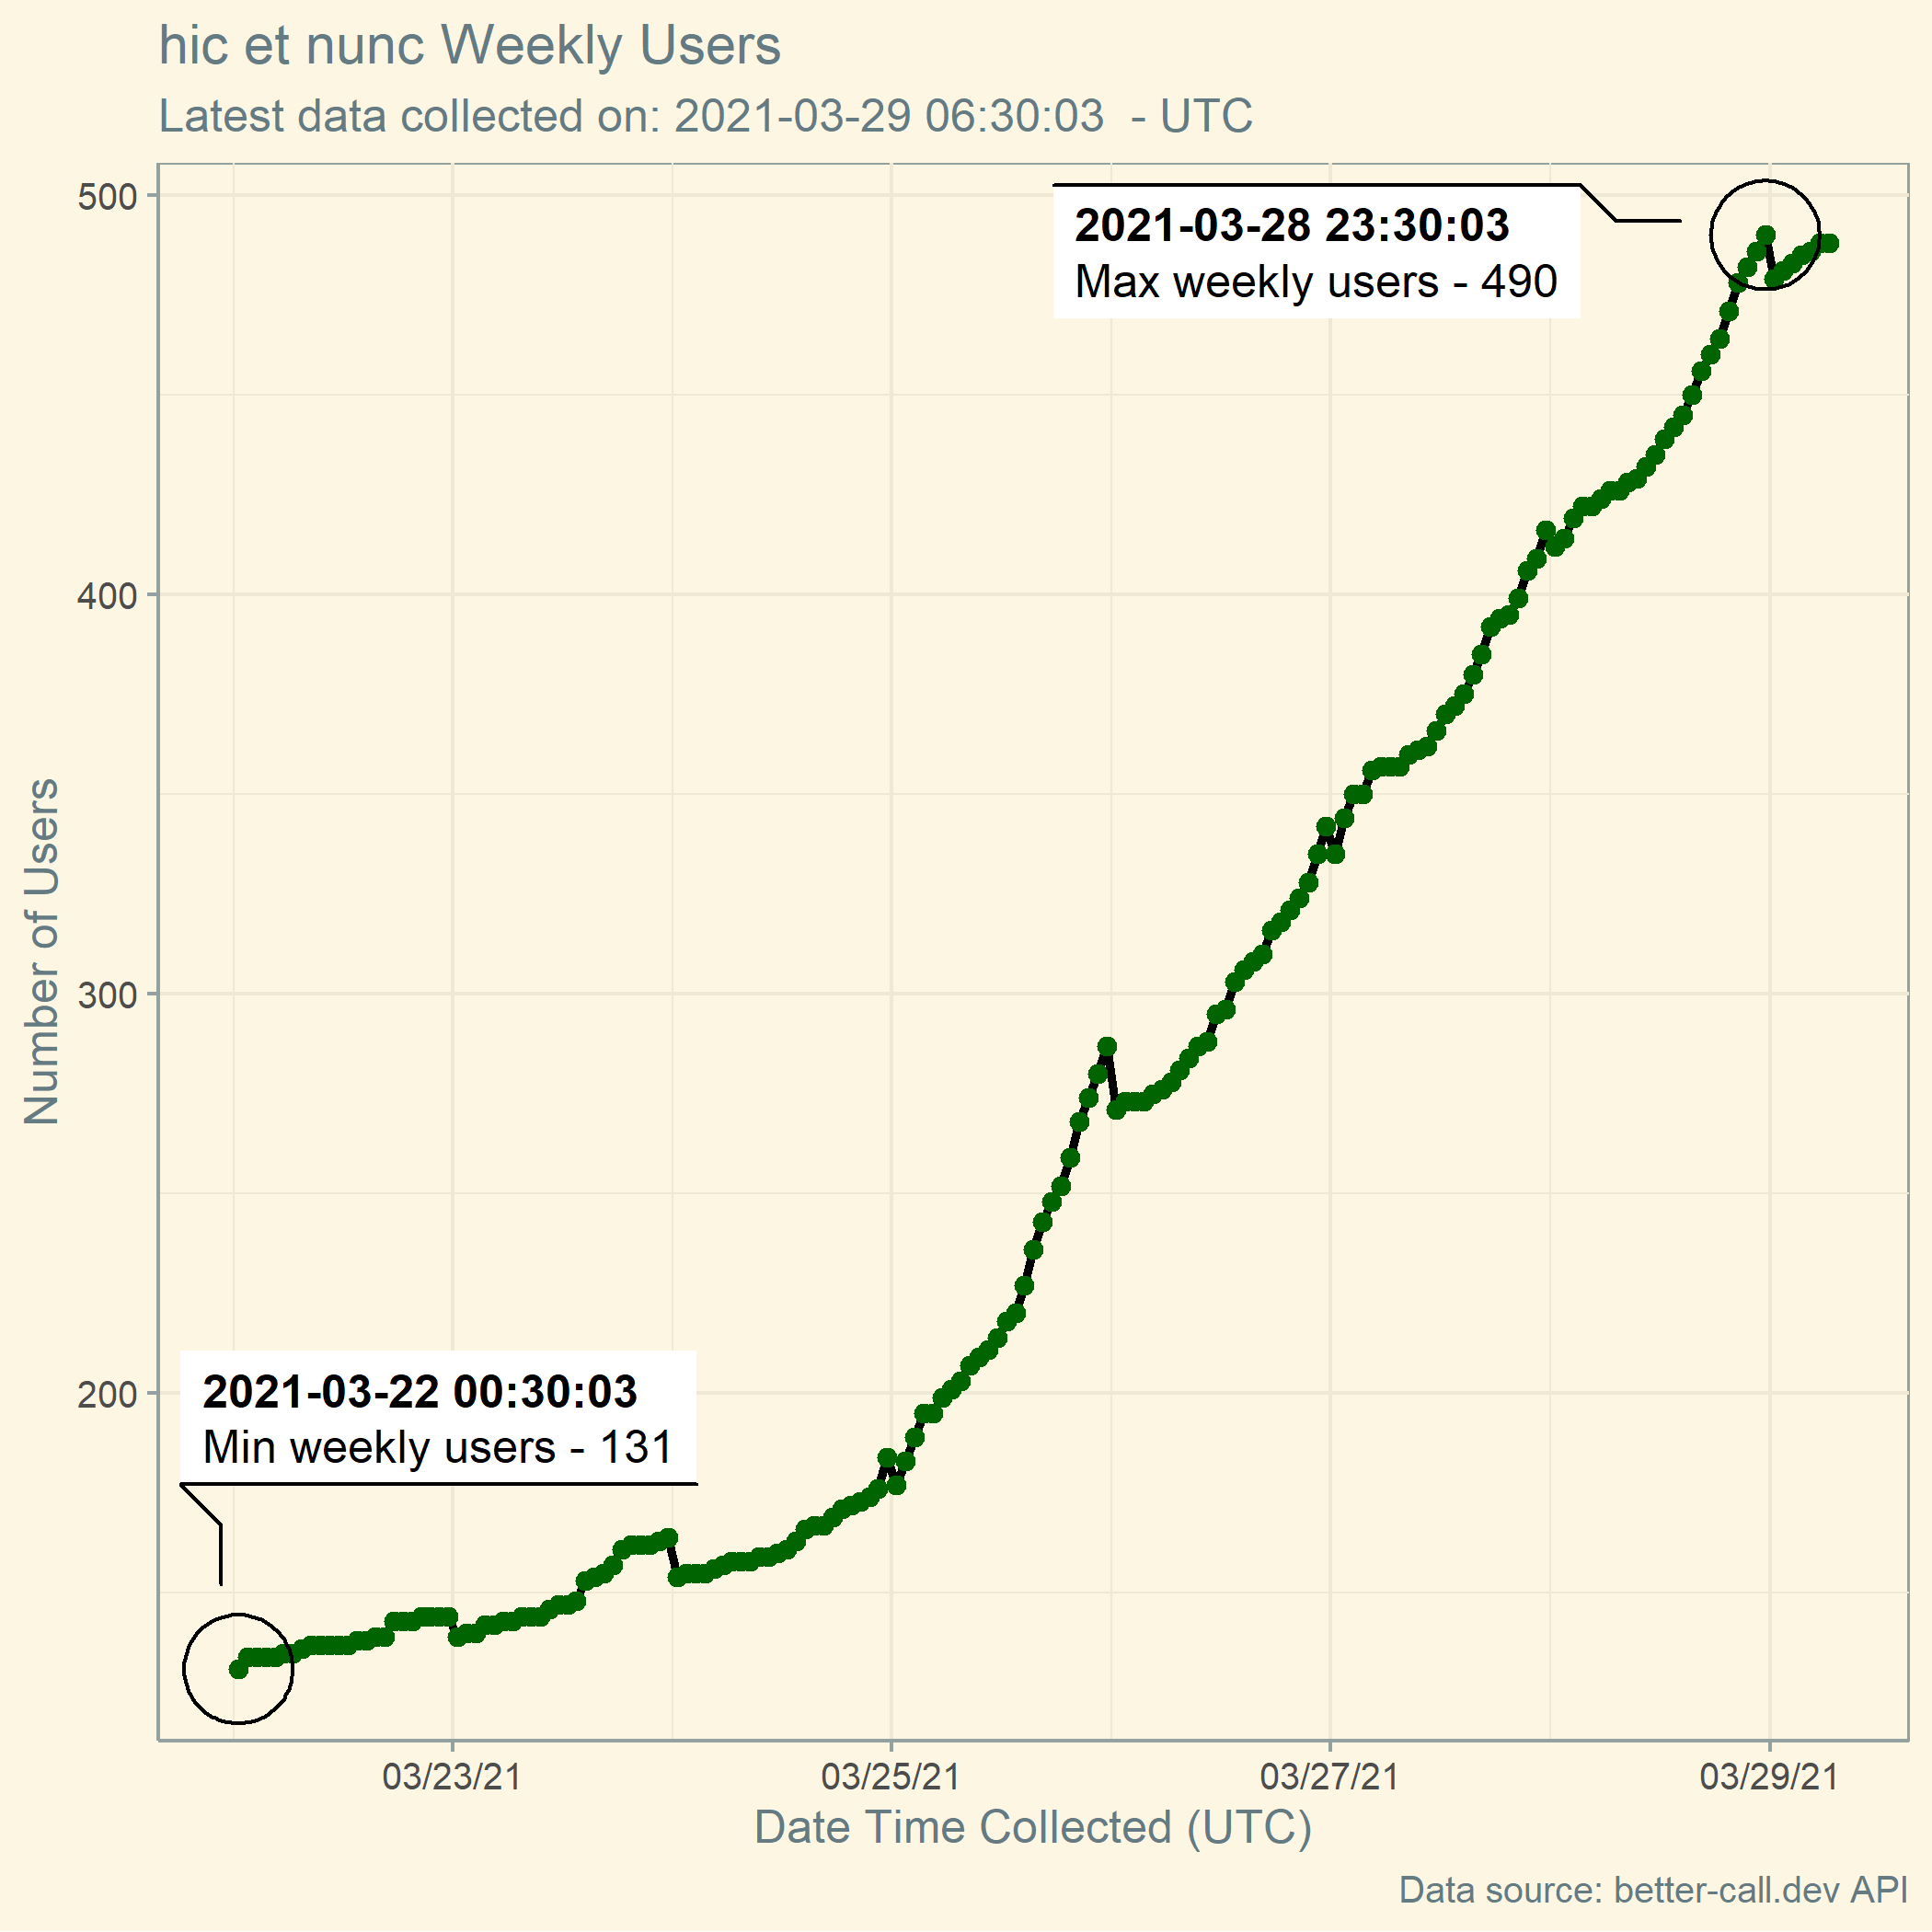 hic et nunc Weekly Users
Latest data collected on: 2021-03-29 06:30:03  - UTC
500
2021-03-28 23:30:03
Max weekly users - 490
400
Number of Users
300
200
2021-03-22 00:30:03
Min weekly users - 131
03/23/21 03/25/21 03/27/21 03/29/21
Date Time Collected (UTC)
Data source: better-call.dev API